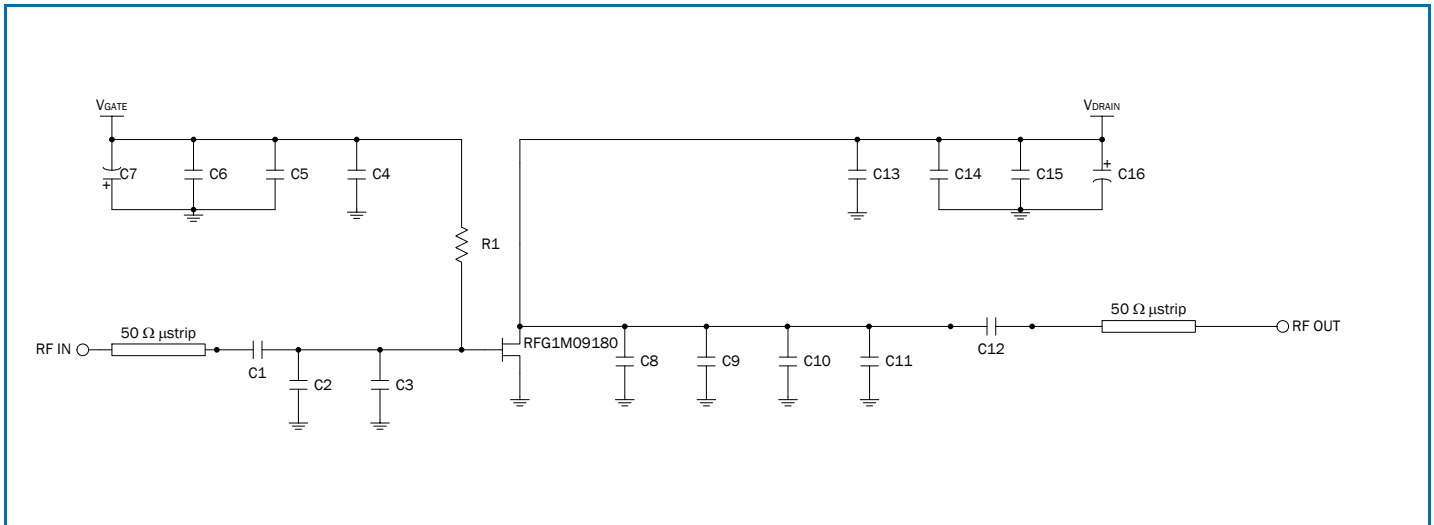 VGATE
VDRAIN
C7
+
C6
C5
C4
C13
C14
C15
+
C16
R1
50 Ω µstrip
50 Ω µstrip
RF IN
RFG1M09180
RF OUT
C1
C2
C3
C8
C9
C10
C11
C12